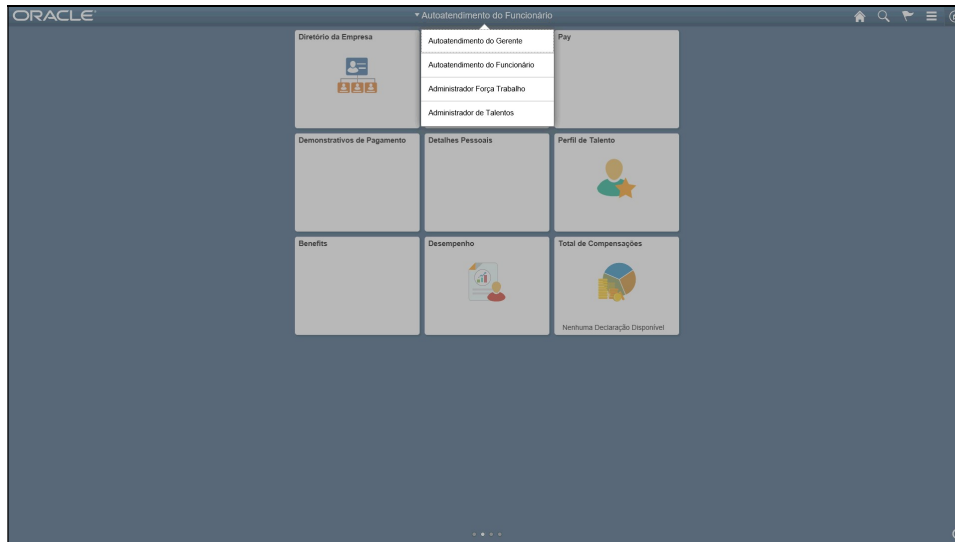 ORACLE
Autoatendimento do Funcionário
Diretório da Empresa
Autoatendimento do Gerente
Autoatendimento do Funcionário
Administrador Força Trabalho
Administrador de Talentos
Pay
Demonstrativos de Pagamento
Detalhes Pessoais
Perfil de Talento
Benefits
Desempenho
Total de Compensações
Nenhuma Declaração Disponível